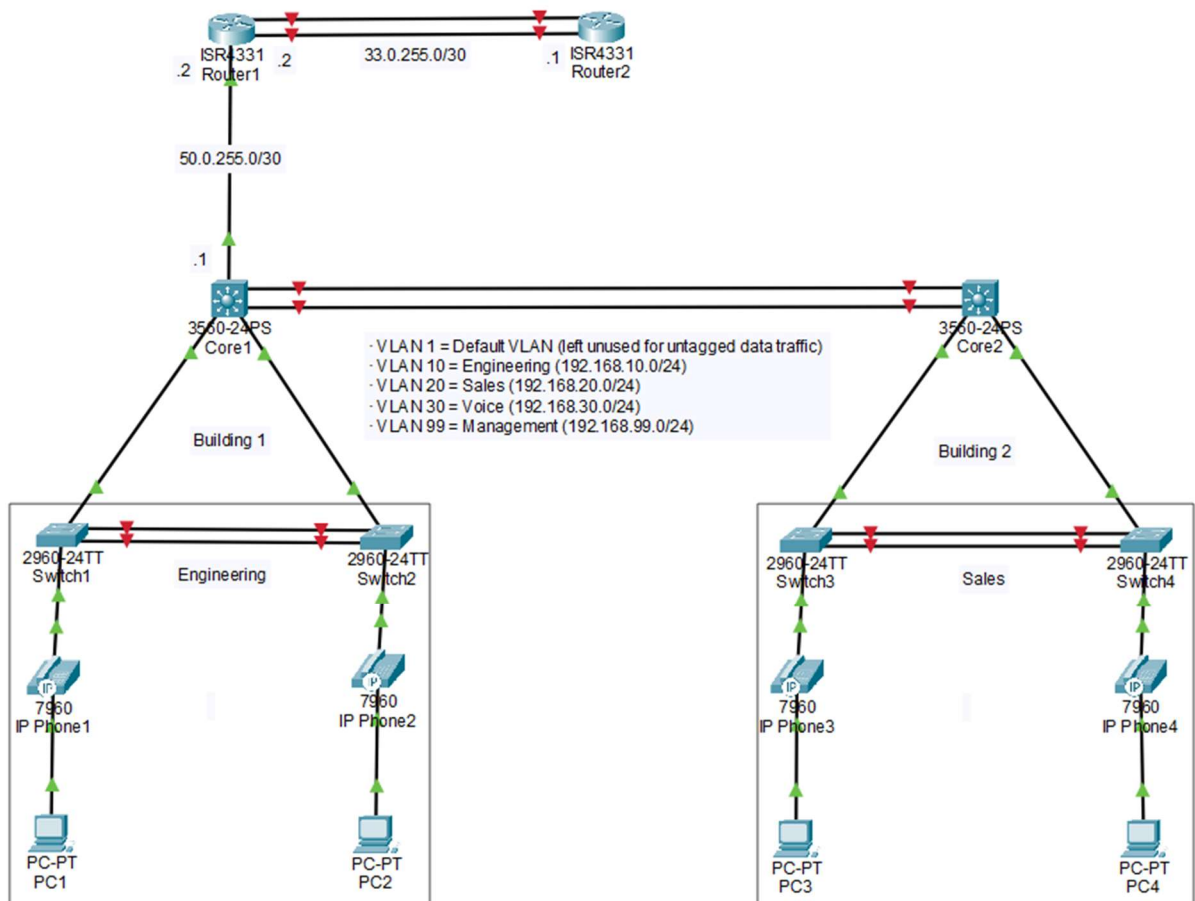 ISR4331
Router1
ISR4331
Router2
.2
.2
33.0.255.0/30
.1
50.0.255.0/30
.1
3560-24PS
Core1
3560-24PS
Core2
· VLAN 1 = Default VLAN (left unused for untagged data traffic)
· VLAN 10 = Engineering (192.168.10.0/24)
· VLAN 20 = Sales (192.168.20.0/24)
· VLAN 30 = Voice (192.168.30.0/24)
· VLAN 99 = Management (192.168.99.0/24)
Building 1
Building 2
2960-24TT
Switch1
2960-24TT
Switch2
Engineering
2960-24TT
Switch3
2960-24TT
Switch4
Sales
IP
7960
IP Phone1
IP
7960
IP Phone2
IP
7960
IP Phone3
IP
7960
IP Phone4
PC-PT
PC1
PC-PT
PC2
PC-PT
PC3
PC-PT
PC4